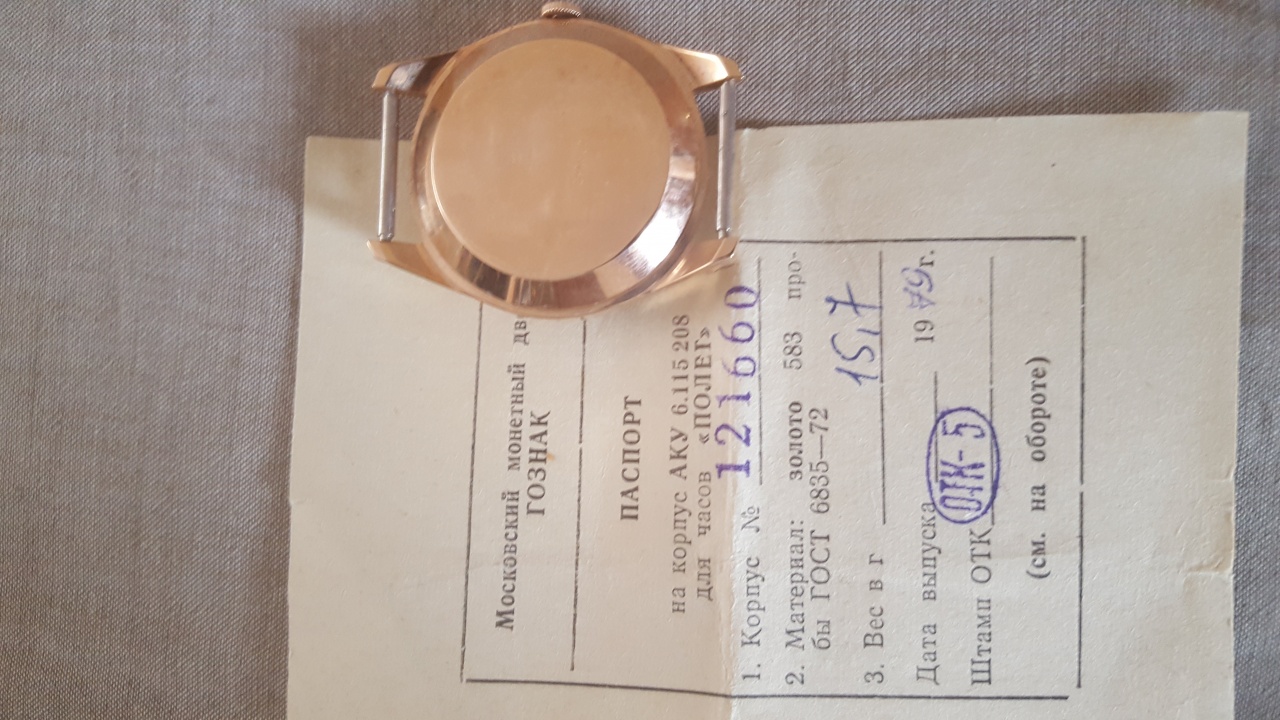 Московский монетный дв
ГОЗНАК
ПАСПОРТ
на корпус АКУ 6.115 208
для часов «ПОЛЕТ»
1. Корпус № 121660
2. Материал: золото 583 про-
бы ГОСТ 6835—72
3. Вес в г 15,7
Дата выпуска 1979 г.
Штамп ОТК ОТК-5
(см. на обороте)